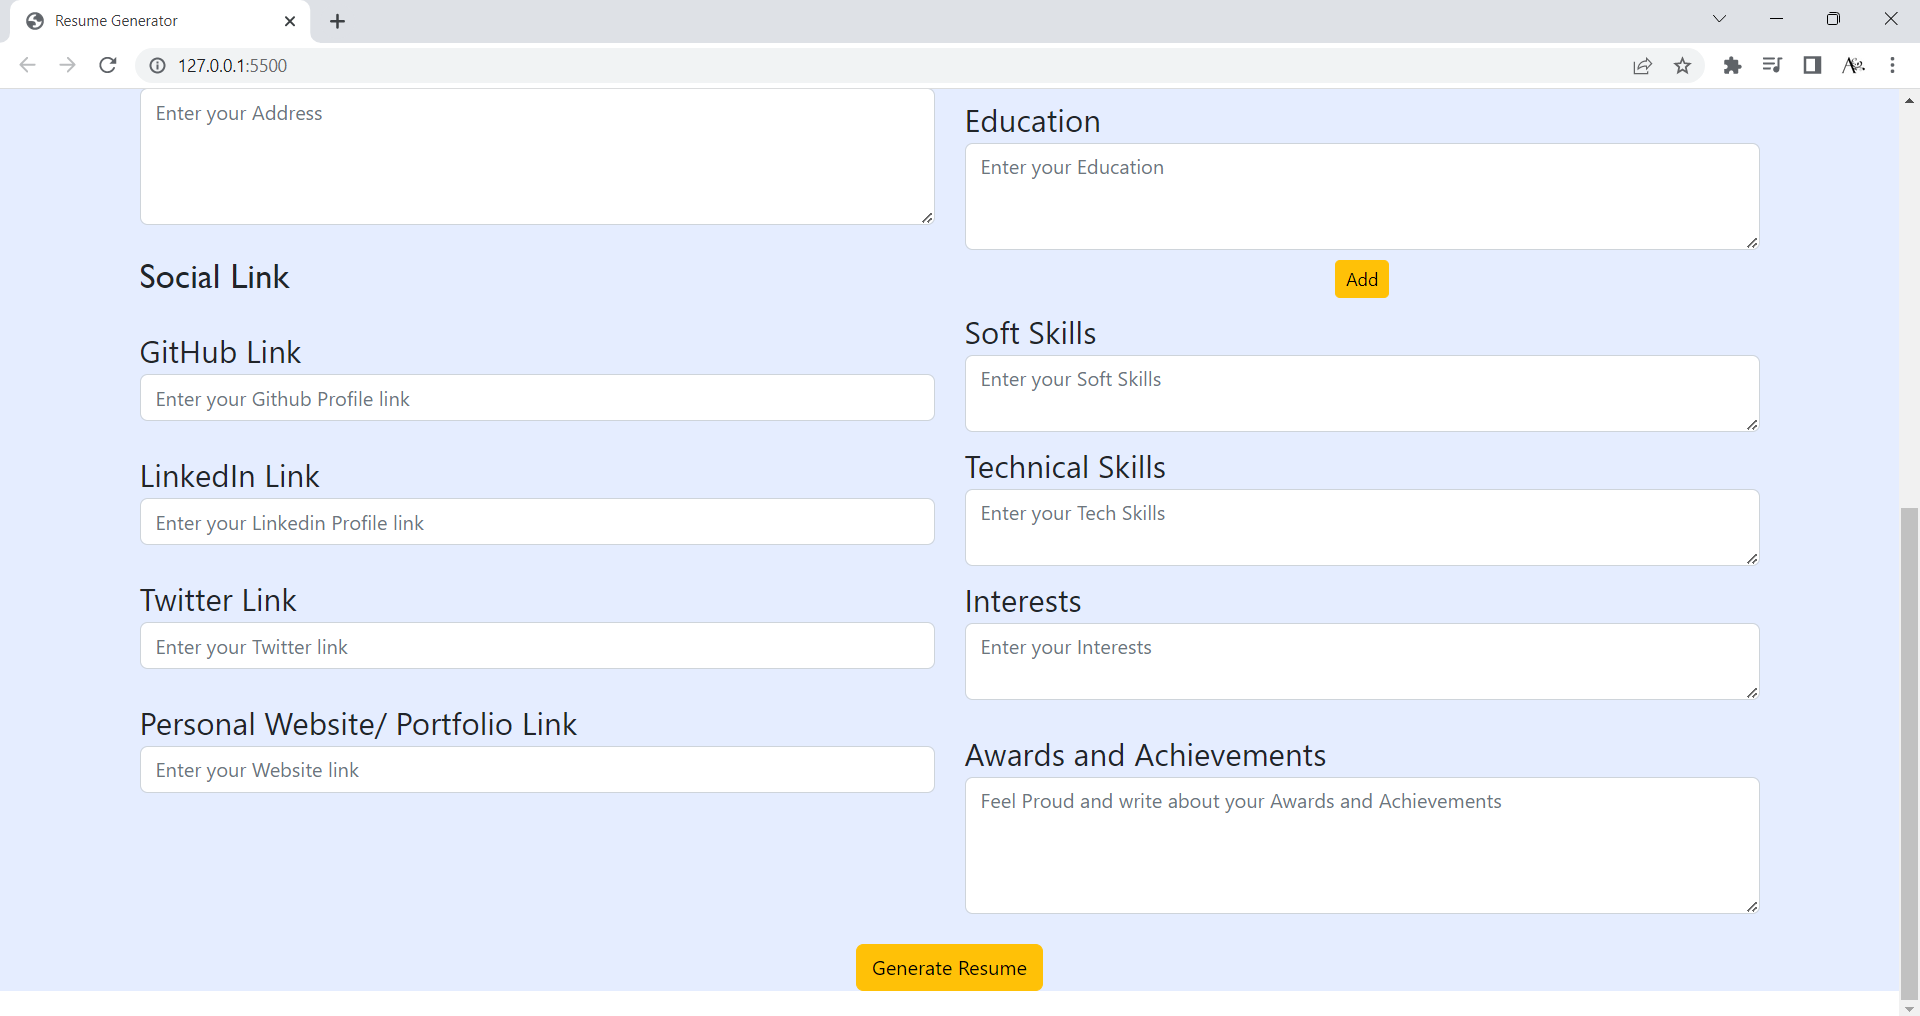 Resume Generator
127.0.0.1:5500
Enter your Address
Social Link
GitHub Link
Enter your Github Profile link
LinkedIn Link
Enter your Linkedin Profile link
Twitter Link
Enter your Twitter link
Personal Website/ Portfolio Link
Enter your Website link
Education
Enter your Education
Add
Soft Skills
Enter your Soft Skills
Technical Skills
Enter your Tech Skills
Interests
Enter your Interests
Awards and Achievements
Feel Proud and write about your Awards and Achievements
Generate Resume